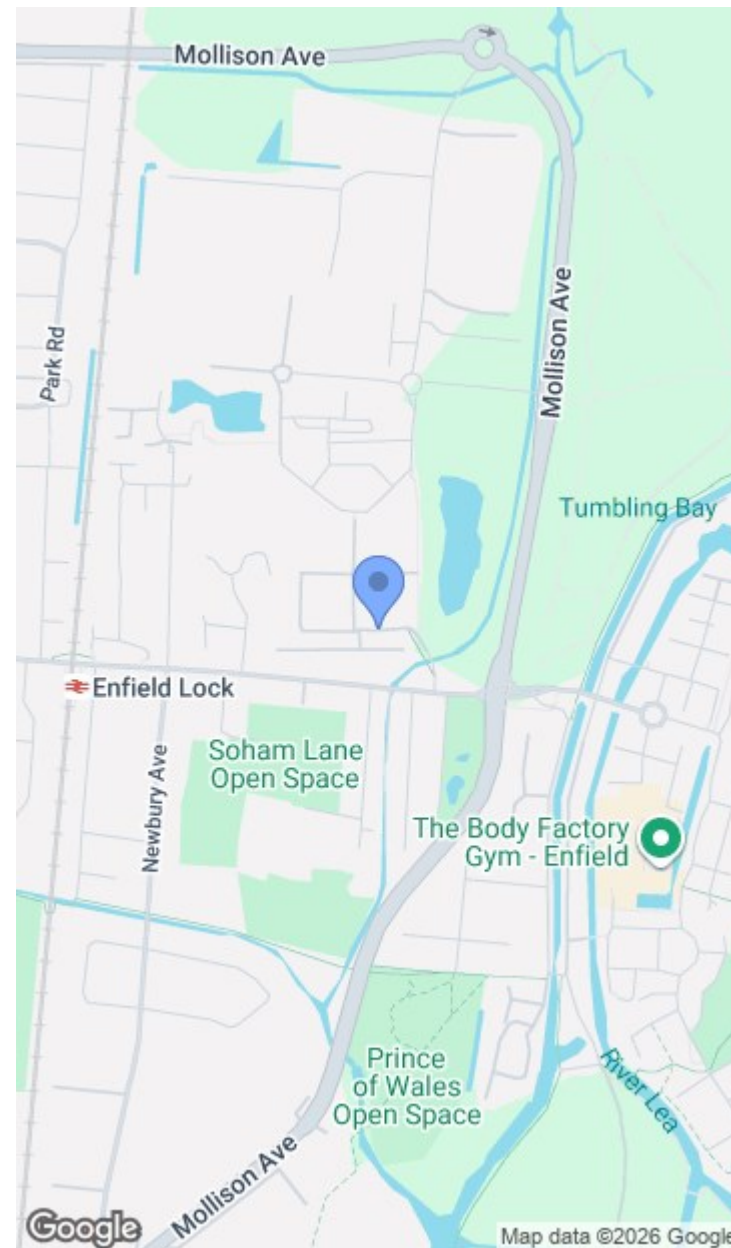 Mollison Ave
Mollison Ave
Park Rd
Tumbling Bay
Enfield Lock
Soham Lane
Open Space
Newbury Ave
The Body Factory
Gym - Enfield
Prince
of Wales
Open Space
River Lea
Mollison Ave
Google
Map data ©2026 Google